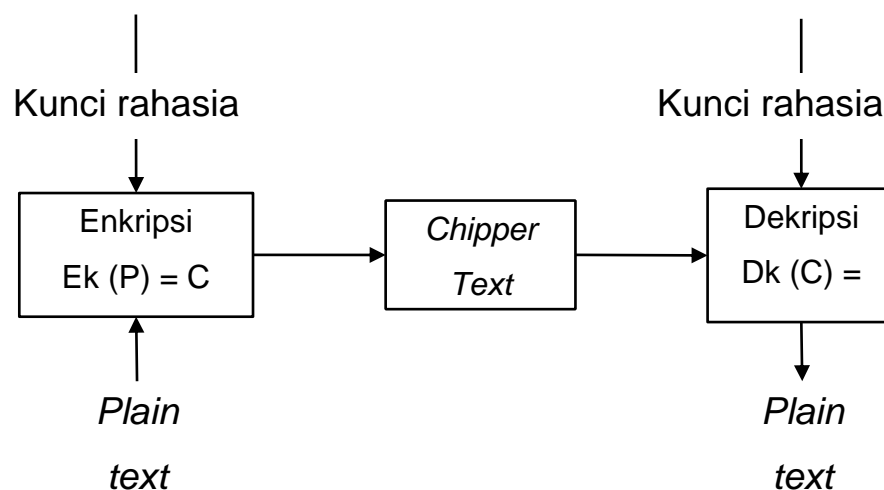 Kunci rahasia
Kunci rahasia
Enkripsi
Ek (P) = C
Chipper
Text
Dekripsi
Dk (C) =
Plain
text
Plain
text